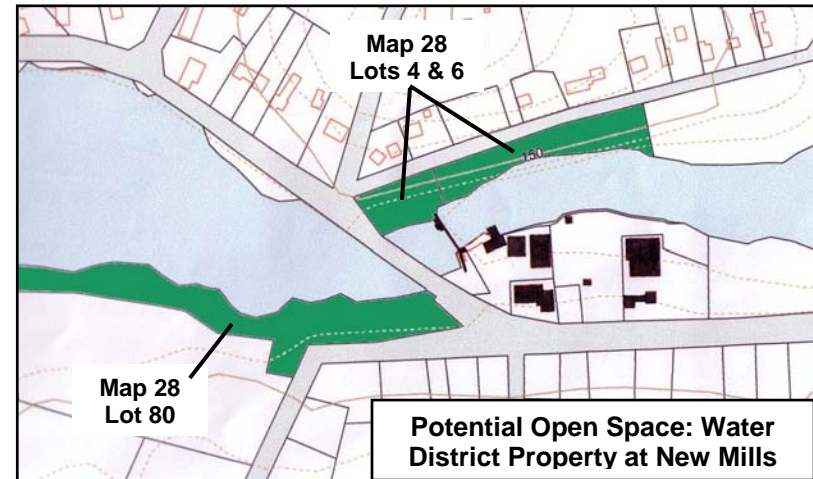 Map 28
Lots 4 & 6
150
Map 28
Lot 80
Potential Open Space: Water
District Property at New Mills